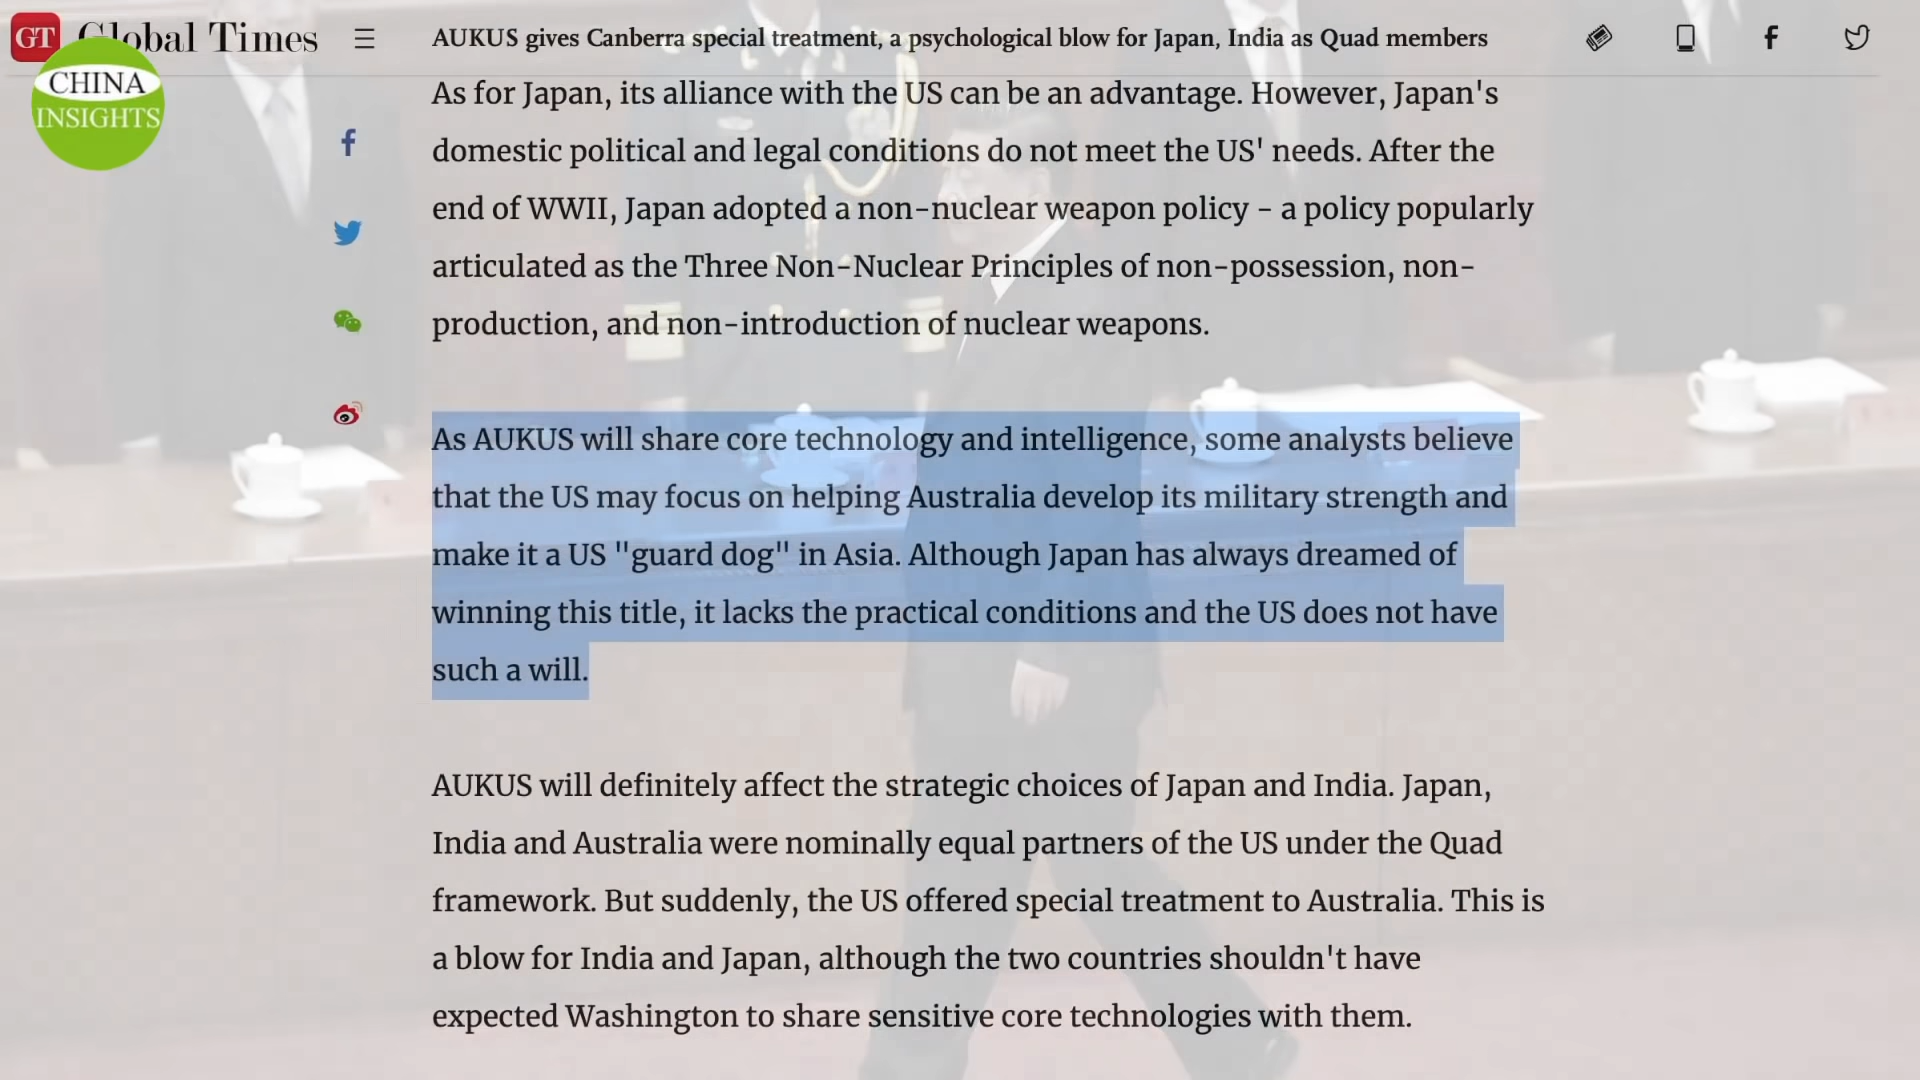 GT Global Times
AUKUS gives Canberra special treatment, a psychological blow for Japan, India as Quad members
CHINA
INSIGHTS
As for Japan, its alliance with the US can be an advantage. However, Japan's
domestic political and legal conditions do not meet the US' needs. After the
end of WWII, Japan adopted a non-nuclear weapon policy - a policy popularly
articulated as the Three Non-Nuclear Principles of non-possession, non-
production, and non-introduction of nuclear weapons.
As AUKUS will share core technology and intelligence, some analysts believe
that the US may focus on helping Australia develop its military strength and
make it a US "guard dog" in Asia. Although Japan has always dreamed of
winning this title, it lacks the practical conditions and the US does not have
such a will.
AUKUS will definitely affect the strategic choices of Japan and India. Japan,
India and Australia were nominally equal partners of the US under the Quad
framework. But suddenly, the US offered special treatment to Australia. This is
a blow for India and Japan, although the two countries shouldn't have
expected Washington to share sensitive core technologies with them.